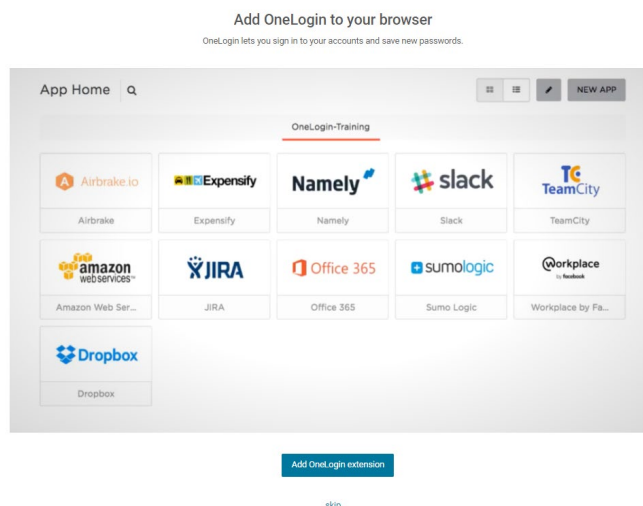 Add OneLogin to your browser
OneLogin lets you sign in to your accounts and save new passwords.
App Home
NEW APP
OneLogin-Training
Airbrake.io
Expensify
Namely
slack
TeamCity
Airbrake
Expensify
Namely
Slack
TeamCity
amazon
webservices™
JIRA
Office 365
sumologic
Workplace
by facebook
Amazon Web Ser...
JIRA
Office 365
Sumo Logic
Workplace by Fa...
Dropbox
Dropbox
Add OneLogin extension
skip